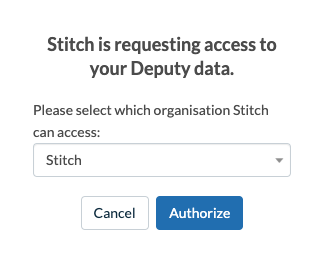 Stitch is requesting access to
your Deputy data.
Please select which organisation Stitch
can access:
Stitch
Cancel Authorize